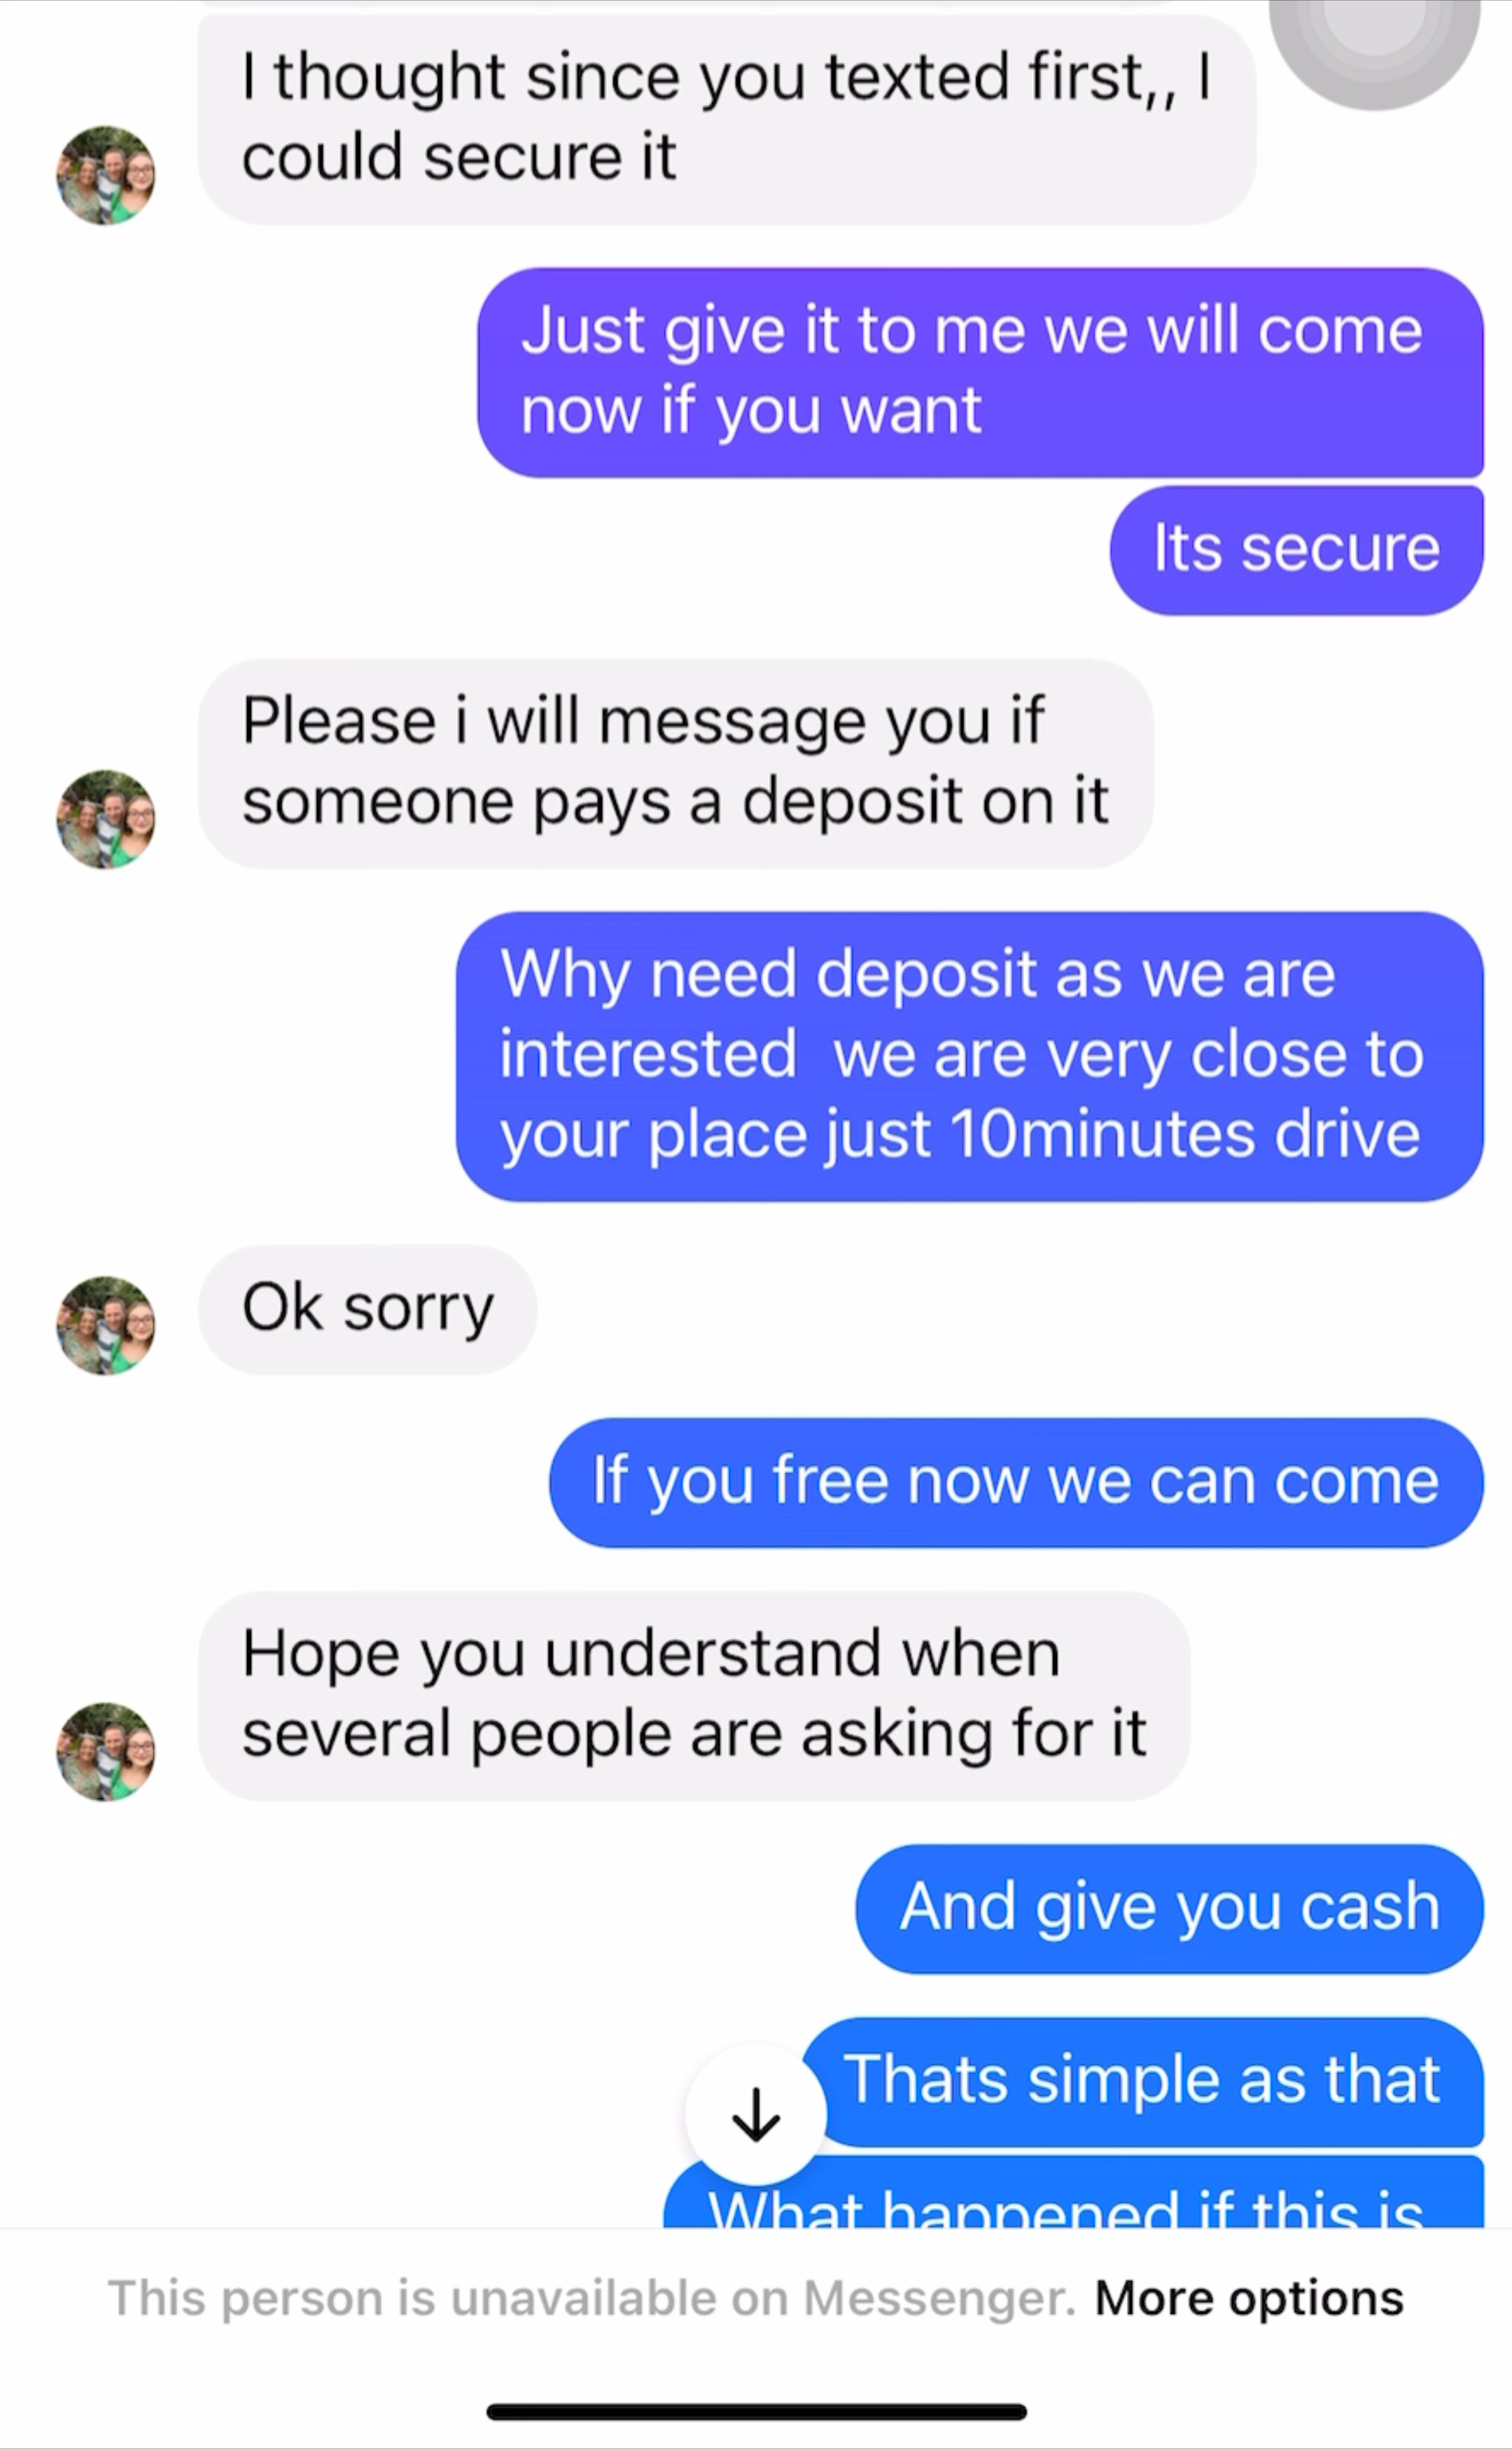 I thought since you texted first,, I
could secure it
Just give it to me we will come
now if you want
Its secure
Please i will message you if
someone pays a deposit on it
Why need deposit as we are
interested  we are very close to
your place just 10minutes drive
Ok sorry
If you free now we can come
Hope you understand when
several people are asking for it
And give you cash
Thats simple as that
What happened if this is
This person is unavailable on Messenger. More options